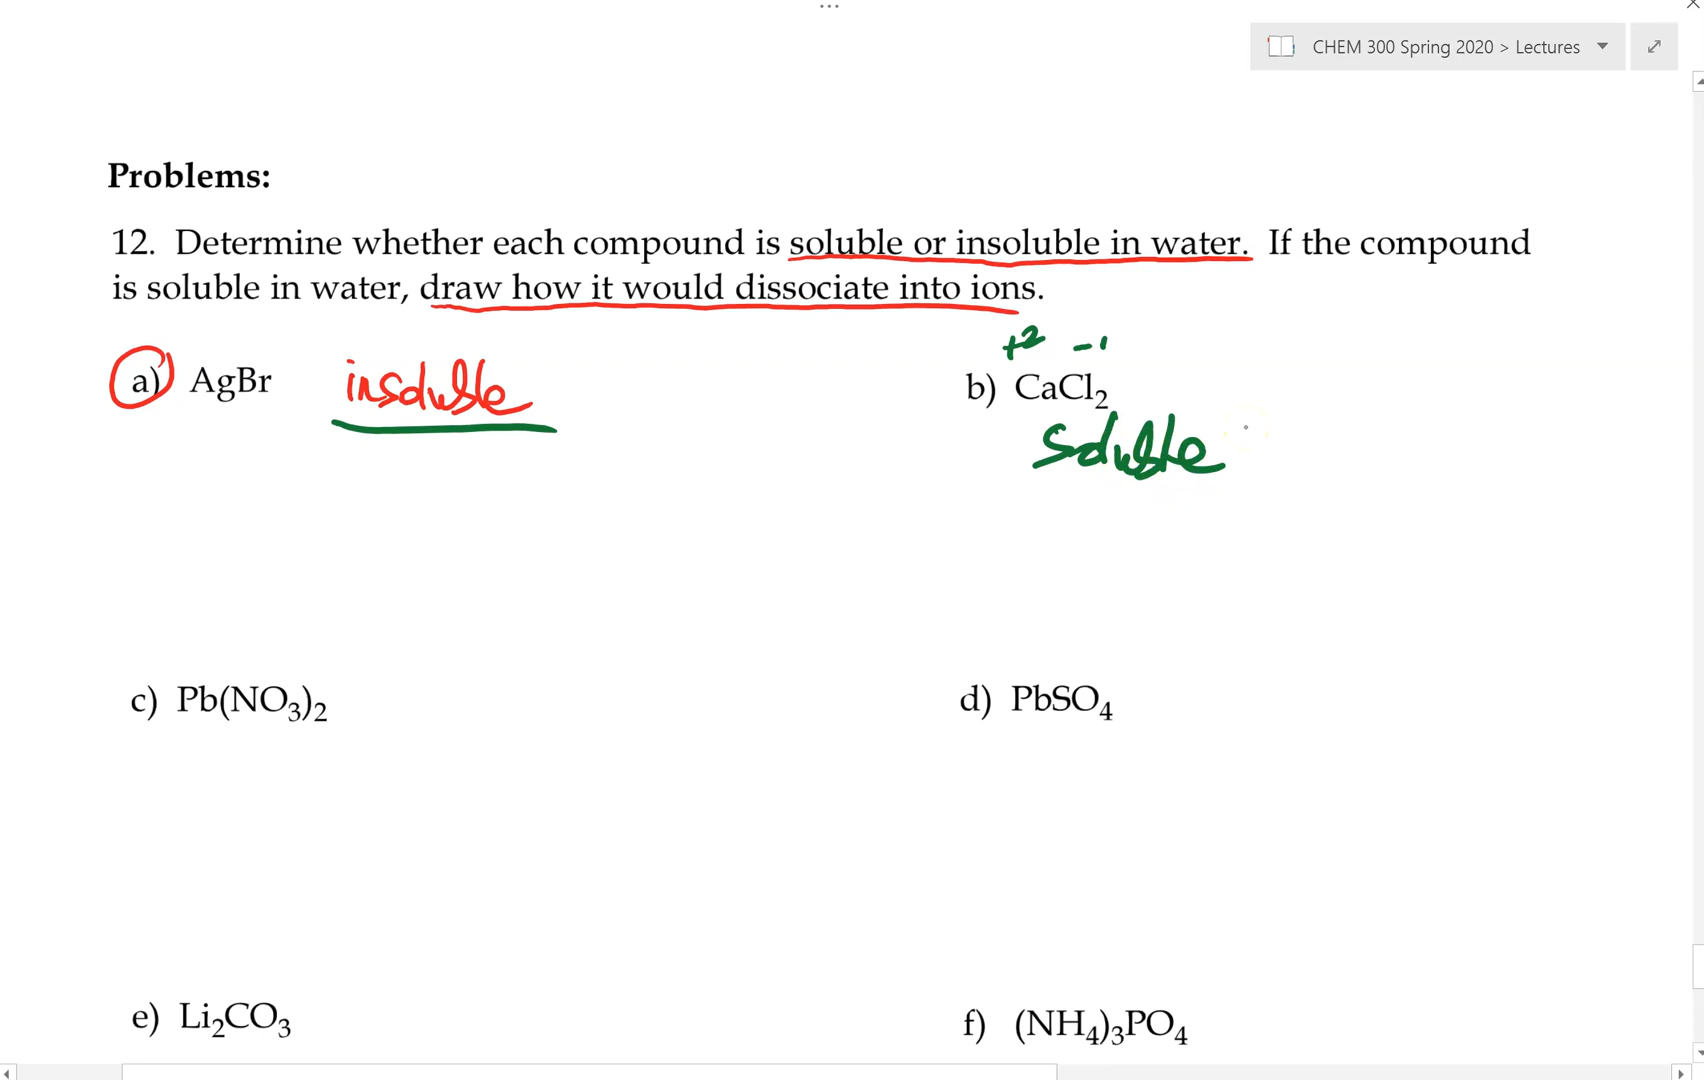 CHEM 300 Spring 2020 > Lectures
Problems:
12. Determine whether each compound is soluble or insoluble in water. If the compound
is soluble in water, draw how it would dissociate into ions.
+2 -1
a) AgBr insoluble
b) CaCl₂
soluble
c) Pb(NO₃)₂
d) PbSO₄
e) Li₂CO₃
f) (NH₄)₃PO₄